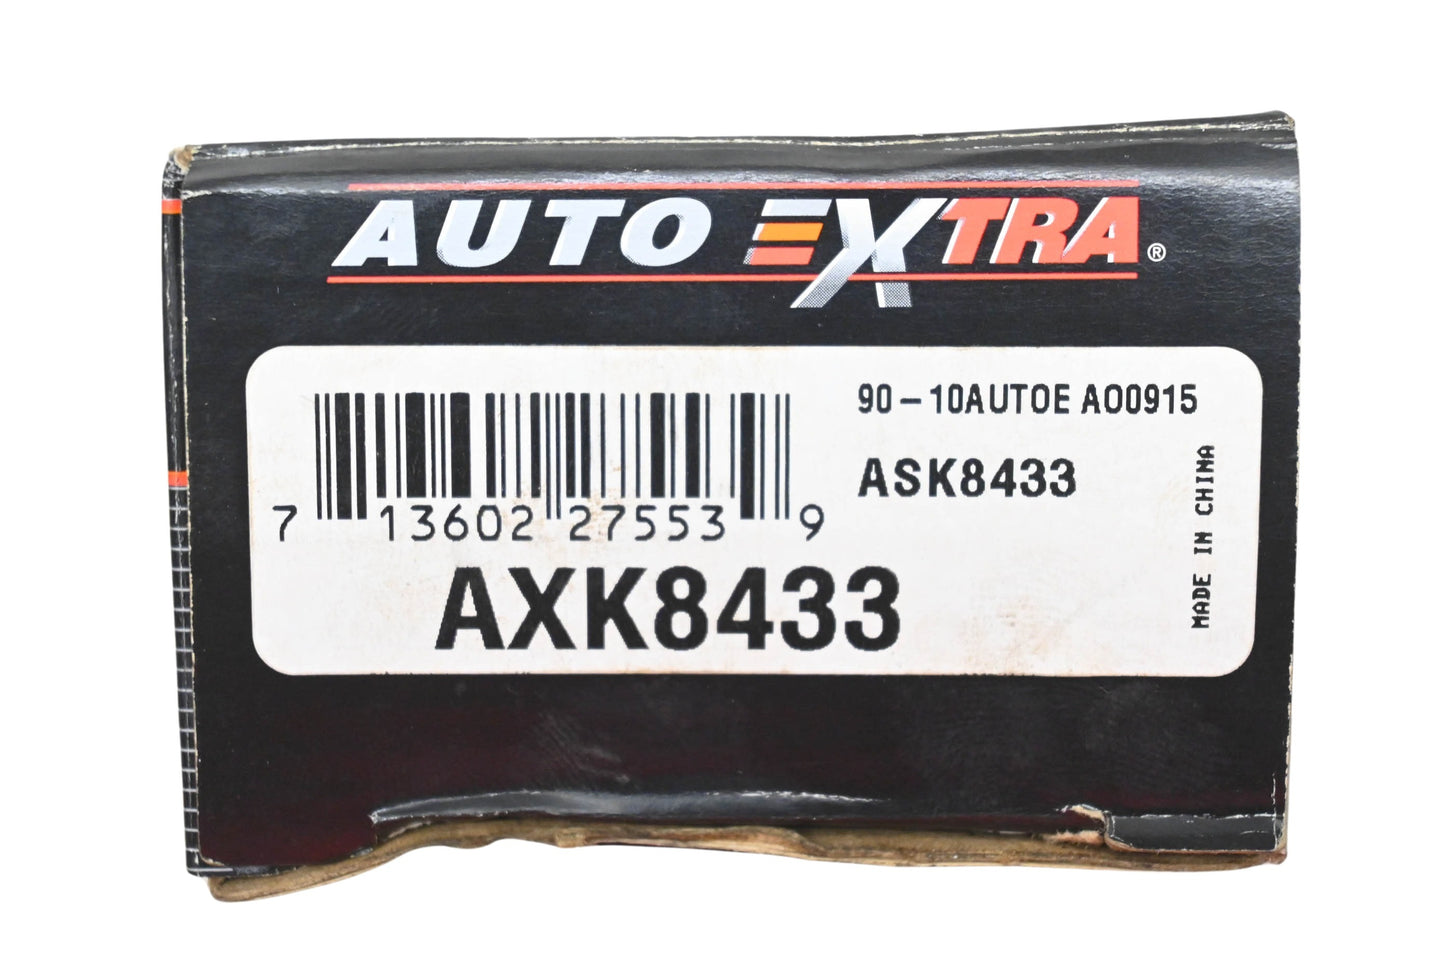 AUTO EXTRA®
90-10AUTOE A00915
ASK8433
7 13602 27553 9
AXK8433
MADE IN CHINA